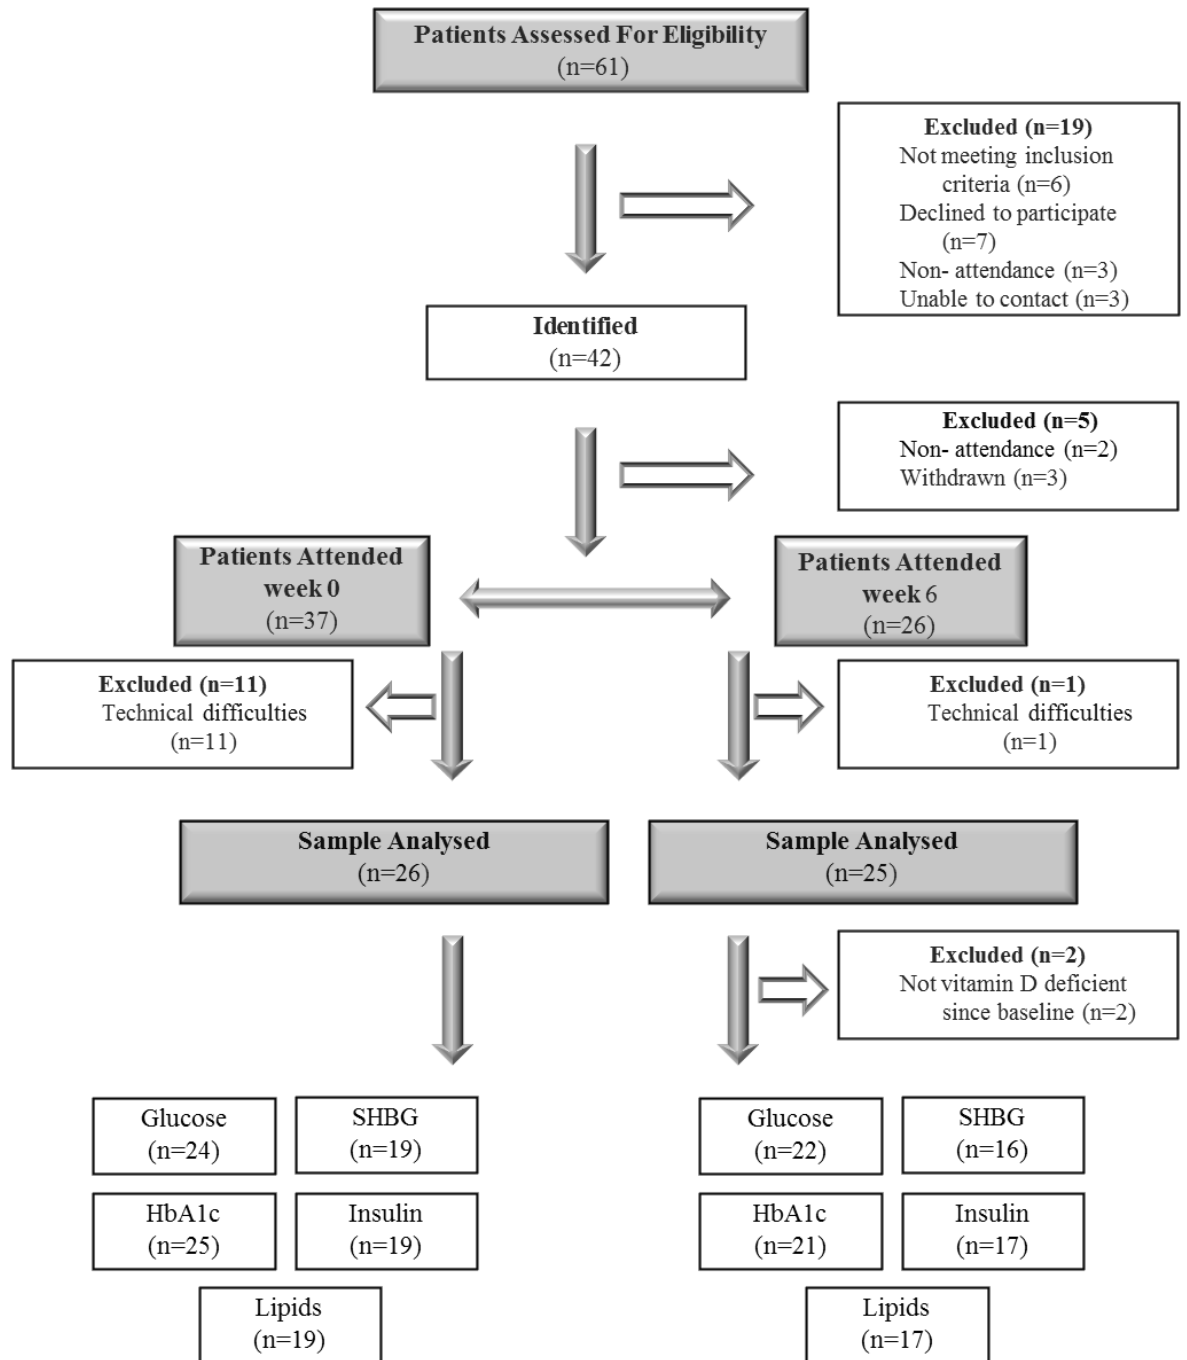 Patients Assessed For Eligibility
(n=61)
Excluded (n=19)
Not meeting inclusion
criteria (n=6)
Declined to participate
(n=7)
Non- attendance (n=3)
Unable to contact (n=3)
Identified
(n=42)
Excluded (n=5)
Non- attendance (n=2)
Withdrawn (n=3)
Patients Attended
week 0
(n=37)
Patients Attended
week 6
(n=26)
Excluded (n=11)
Technical difficulties
(n=11)
Excluded (n=1)
Technical difficulties
(n=1)
Sample Analysed
(n=26)
Sample Analysed
(n=25)
Excluded (n=2)
Not vitamin D deficient
since baseline (n=2)
Glucose
(n=24)
SHBG
(n=19)
Glucose
(n=22)
SHBG
(n=16)
HbA1c
(n=25)
Insulin
(n=19)
HbA1c
(n=21)
Insulin
(n=17)
Lipids
(n=19)
Lipids
(n=17)